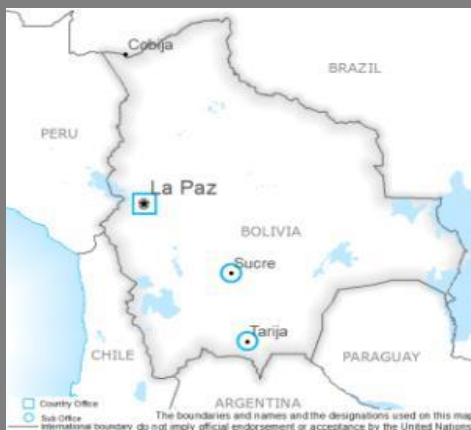 Cobija
BRAZIL
PERU
La Paz
BOLIVIA
Sucre
Tarija
CHILE
PARAGUAY
ARGENTINA
Country Office
Sub Office
The boundaries and names and the designations used on this map
International boundary do not imply official endorsement or acceptance by the United Nations